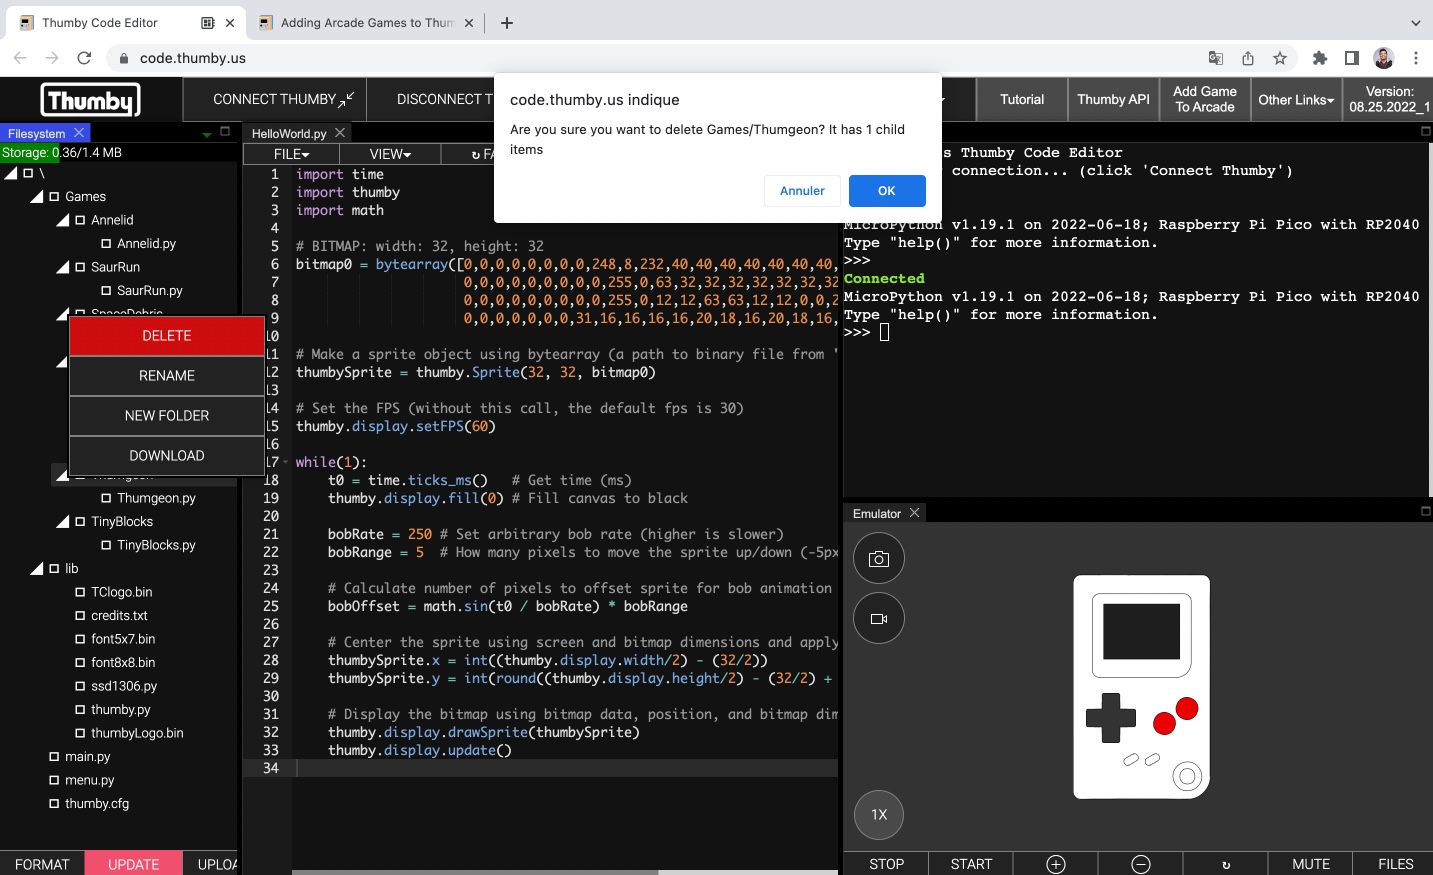 Thumby Code Editor
Adding Arcade Games to Thum
code.thumby.us
Thumby
CONNECT THUMBY
DISCONNECT T
Tutorial
Thumby API
Add Game
To Arcade
Other Links
Version:
08.25.2022_1
code.thumby.us indique
Are you sure you want to delete Games/Thumgeon? It has 1 child
items
Annuler
OK
Filesystem
Storage: 0.36/1.4 MB
\
Games
Annelid
Annelid.py
SaurRun
SaurRun.py
SpaceDebris
DELETE
RENAME
NEW FOLDER
DOWNLOAD
Thumgeon
Thumgeon.py
TinyBlocks
TinyBlocks.py
lib
TClogo.bin
credits.txt
font5x7.bin
font8x8.bin
ssd1306.py
thumby.py
thumbyLogo.bin
main.py
menu.py
thumby.cfg
FORMAT
UPDATE
UPLOA
HelloWorld.py
FILE
VIEW
FA
1 import time
2 import thumby
3 import math
4
5 # BITMAP: width: 32, height: 32
6 bitmap0 = bytearray([0,0,0,0,0,0,0,0,248,8,232,40,40,40,40,40,40,40,
7 0,0,0,0,0,0,0,0,0,255,0,63,32,32,32,32,32,32,32
8 0,0,0,0,0,0,0,0,0,255,0,12,12,63,63,12,12,0,0,2
9 0,0,0,0,0,0,0,31,16,16,16,16,20,18,16,20,18,16,
10
11 # Make a sprite object using bytearray (a path to binary file from '
12 thumbySprite = thumby.Sprite(32, 32, bitmap0)
13
14 # Set the FPS (without this call, the default fps is 30)
15 thumby.display.setFPS(60)
16
17 while(1):
18 t0 = time.ticks_ms() # Get time (ms)
19 thumby.display.fill(0) # Fill canvas to black
20
21 bobRate = 250 # Set arbitrary bob rate (higher is slower)
22 bobRange = 5 # How many pixels to move the sprite up/down (-5px
23
24 # Calculate number of pixels to offset sprite for bob animation
25 bobOffset = math.sin(t0 / bobRate) * bobRange
26
27 # Center the sprite using screen and bitmap dimensions and apply
28 thumbySprite.x = int((thumby.display.width/2) - (32/2))
29 thumbySprite.y = int(round((thumby.display.height/2) - (32/2) +
30
31 # Display the bitmap using bitmap data, position, and bitmap dim
32 thumby.display.drawSprite(thumbySprite)
33 thumby.display.update()
34
s Thumby Code Editor
connection... (click 'Connect Thumby')
MicroPython v1.19.1 on 2022-06-18; Raspberry Pi Pico with RP2040
Type "help()" for more information.
>>>
Connected
MicroPython v1.19.1 on 2022-06-18; Raspberry Pi Pico with RP2040
Type "help()" for more information.
>>>
Emulator
1X
STOP
START
MUTE
FILES